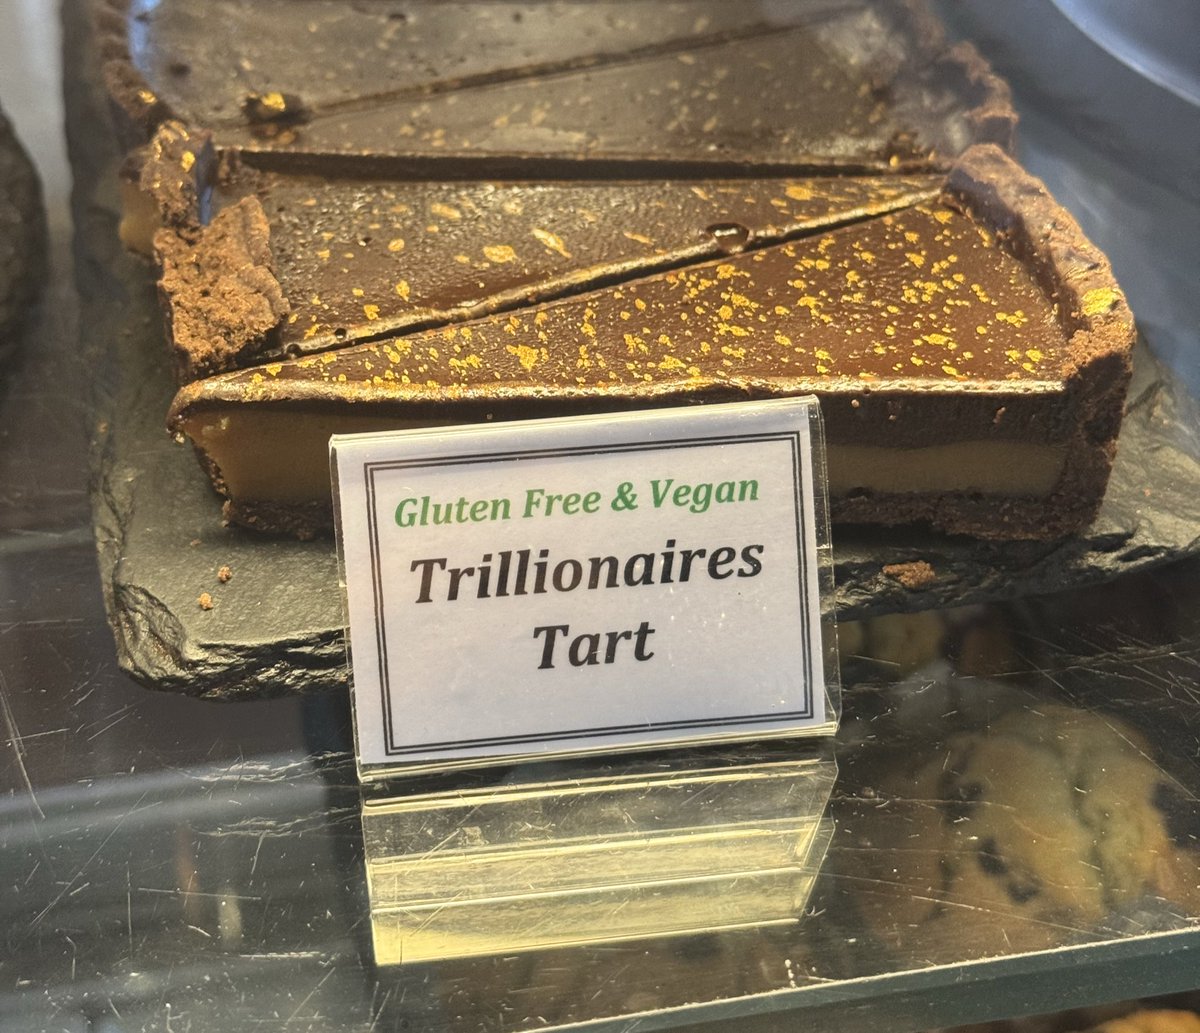 Gluten Free & Vegan
Trillionaires
Tart